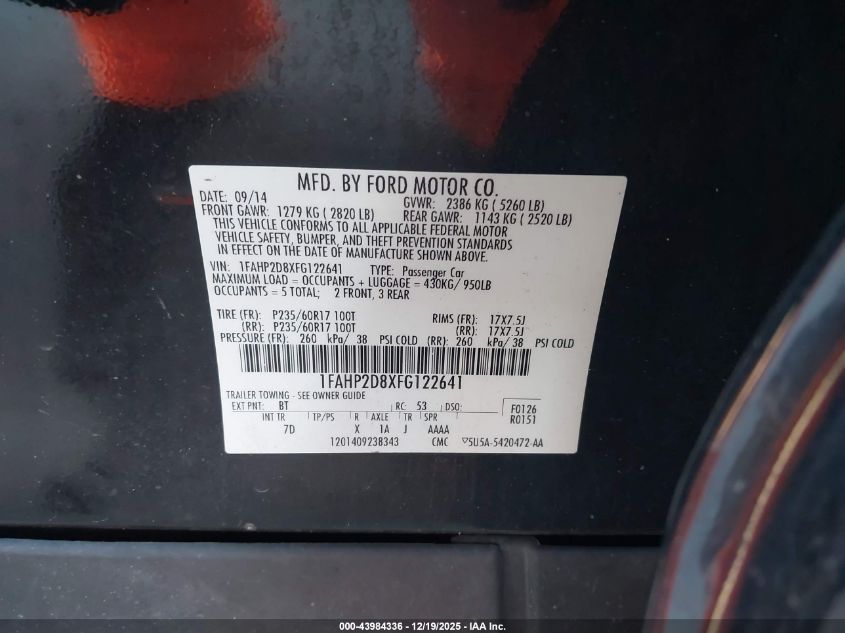 MFD. BY FORD MOTOR CO.
DATE: 09/14 GVWR: 2386 KG ( 5260 LB)
FRONT GAWR: 1279 KG ( 2820 LB) REAR GAWR: 1143 KG ( 2520 LB)
THIS VEHICLE CONFORMS TO ALL APPLICABLE FEDERAL MOTOR
VEHICLE SAFETY, BUMPER, AND THEFT PREVENTION STANDARDS
IN EFFECT ON THE DATE OF MANUFACTURE SHOWN ABOVE.
VIN: 1FAHP2D8XFG122641 TYPE: Passenger Car
MAXIMUM LOAD = OCCUPANTS + LUGGAGE = 430KG/ 950LB
OCCUPANTS = 5 TOTAL; 2 FRONT, 3 REAR
TIRE (FR): P235/60R17 100T RIMS (FR): 17X7.5J
(RR): P235/60R17 100T (RR): 17X7.5J
PRESSURE (FR): 260 kPa/ 38 PSI COLD (RR): 260 kPa/ 38 PSI COLD
1FAHP2D8XFG122641
TRAILER TOWING - SEE OWNER GUIDE
EXT PNT: BT RC: 53 DSO: F0126
INT TR TP/PS R AXLE TR SPR R0151
7D X 1A J AAAA
1201409238343 CMC ▽5U5A-5420472-AA
000-43984336 - 12/19/2025 - IAA Inc.